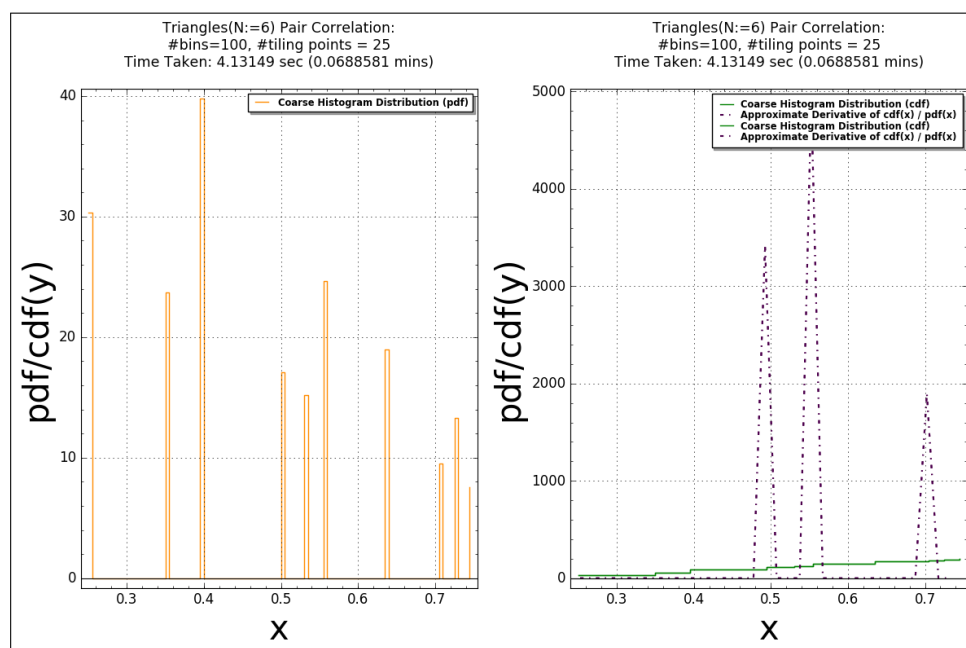 Triangles(N:=6) Pair Correlation:
#bins=100, #tiling points = 25
Time Taken: 4.13149 sec (0.0688581 mins)
Coarse Histogram Distribution (pdf)
pdf/cdf(y)
40
30
20
10
0
0.3
0.4
0.5
0.6
0.7
x
Triangles(N:=6) Pair Correlation:
#bins=100, #tiling points = 25
Time Taken: 4.13149 sec (0.0688581 mins)
Coarse Histogram Distribution (cdf)
Approximate Derivative of cdf(x) / pdf(x)
Coarse Histogram Distribution (cdf)
Approximate Derivative of cdf(x) / pdf(x)
pdf/cdf(y)
5000
4000
3000
2000
1000
0
0.3
0.4
0.5
0.6
0.7
x